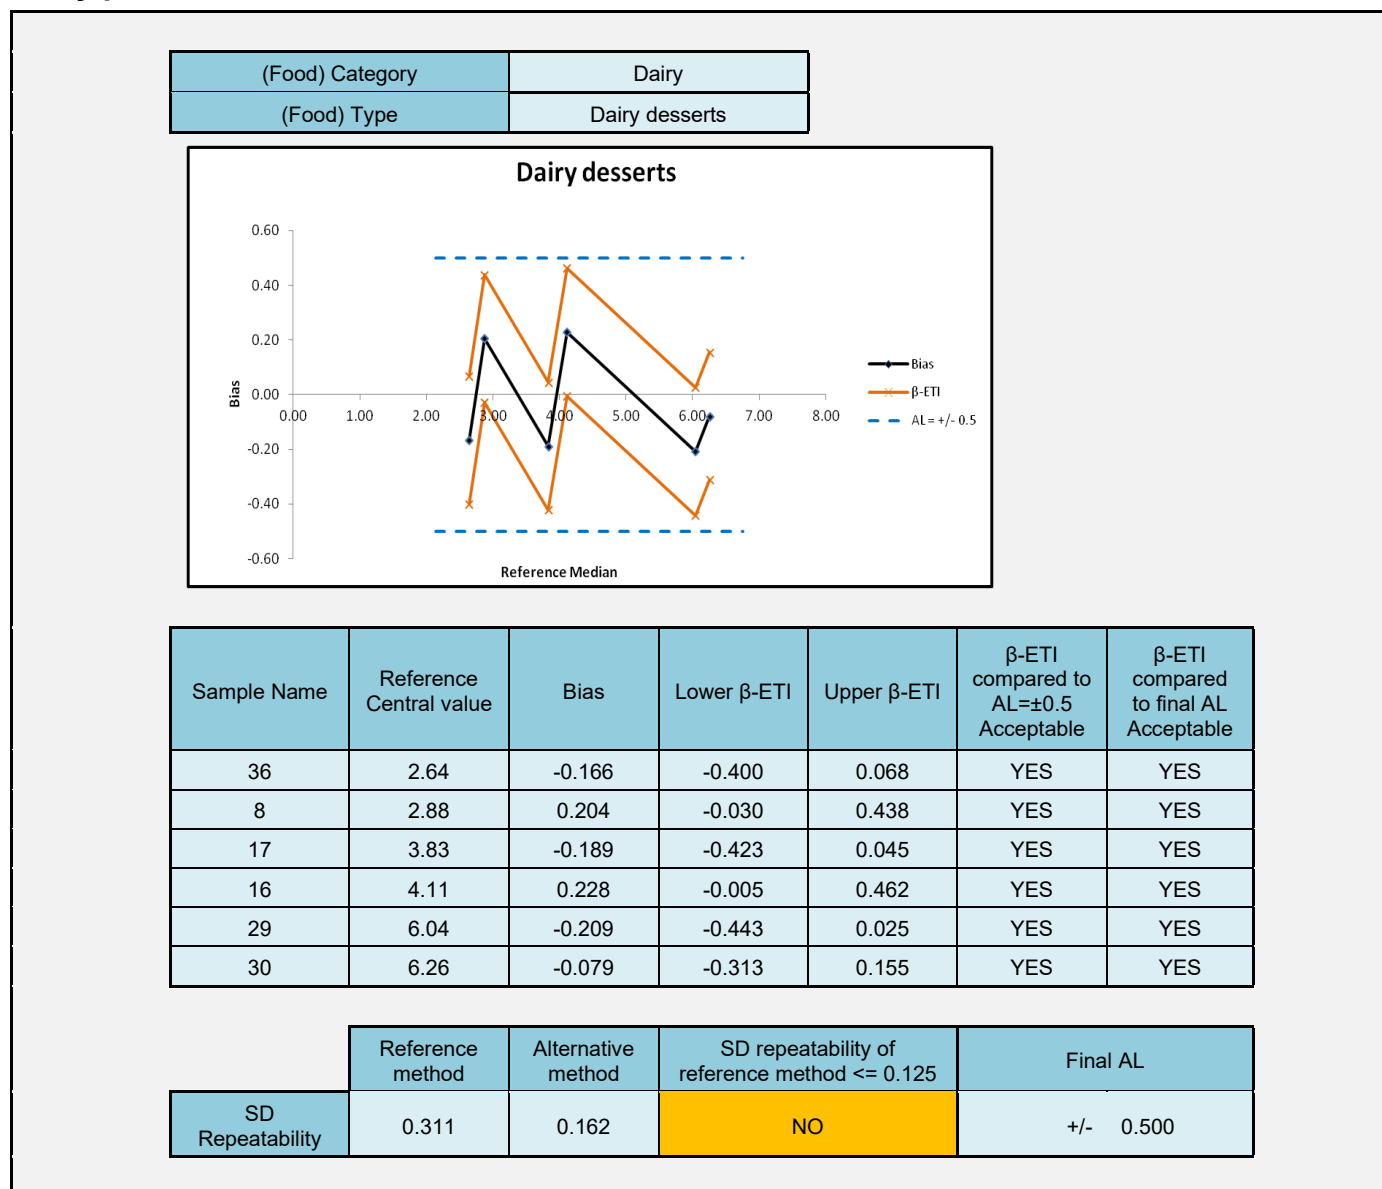 (Food) Category Dairy
(Food) Type Dairy desserts
Dairy desserts
0.60
0.40
0.20
0.00
-0.20
-0.40
-0.60
Bias
0.00 1.00 2.00 3.00 4.00 5.00 6.00 7.00 8.00
Reference Median
Bias
β-ETI
AL = +/- 0.5
Sample Name Reference Central value Bias Lower β-ETI Upper β-ETI β-ETI compared to AL=±0.5 Acceptable β-ETI compared to final AL Acceptable
36 2.64 -0.166 -0.400 0.068 YES YES
8 2.88 0.204 -0.030 0.438 YES YES
17 3.83 -0.189 -0.423 0.045 YES YES
16 4.11 0.228 -0.005 0.462 YES YES
29 6.04 -0.209 -0.443 0.025 YES YES
30 6.26 -0.079 -0.313 0.155 YES YES
Reference method Alternative method SD repeatability of reference method <= 0.125 Final AL
SD Repeatability 0.311 0.162 NO +/- 0.500